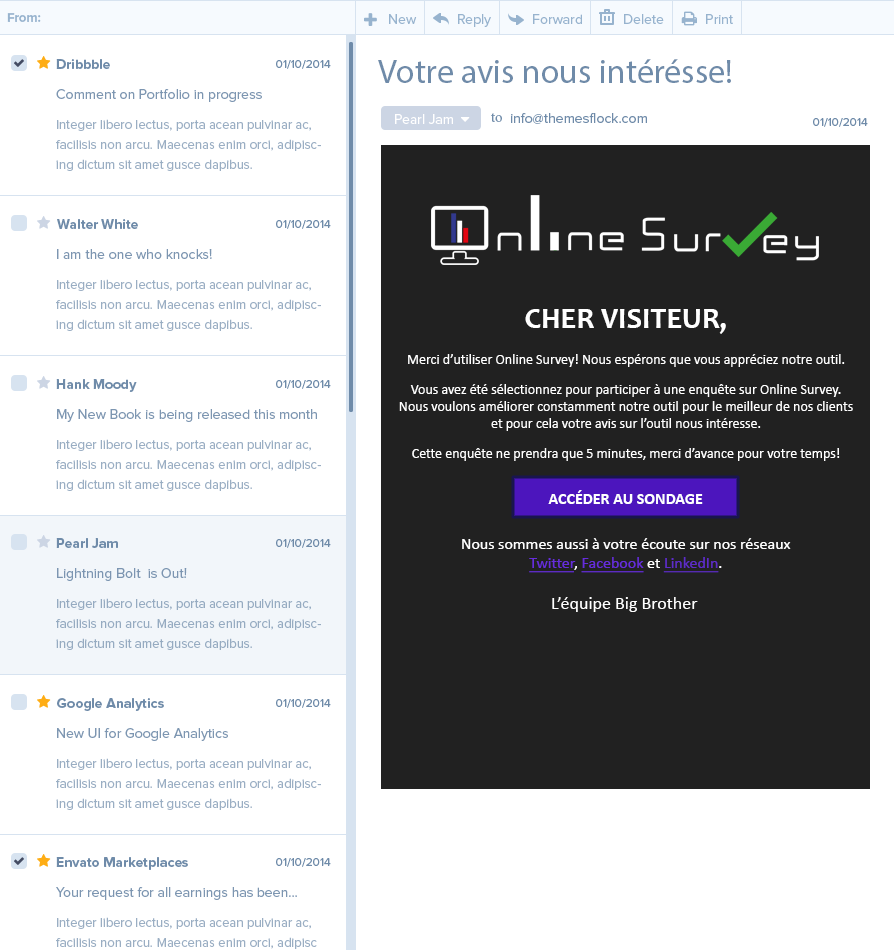 From:
New
Reply
Forward
Delete
Print
Dribbble
01/10/2014
Comment on Portfolio in progress
Integer libero lectus, porta acean pulvinar ac,
facilisis non arcu. Maecenas enim orci, adipisc-
ing dictum sit amet gusce dapibus.
Walter White
01/10/2014
I am the one who knocks!
Integer libero lectus, porta acean pulvinar ac,
facilisis non arcu. Maecenas enim orci, adipisc-
ing dictum sit amet gusce dapibus.
Hank Moody
01/10/2014
My New Book is being released this month
Integer libero lectus, porta acean pulvinar ac,
facilisis non arcu. Maecenas enim orci, adipisc-
ing dictum sit amet gusce dapibus.
Pearl Jam
01/10/2014
Lightning Bolt is Out!
Integer libero lectus, porta acean pulvinar ac,
facilisis non arcu. Maecenas enim orci, adipisc-
ing dictum sit amet gusce dapibus.
Google Analytics
01/10/2014
New UI for Google Analytics
Integer libero lectus, porta acean pulvinar ac,
facilisis non arcu. Maecenas enim orci, adipisc-
ing dictum sit amet gusce dapibus.
Envato Marketplaces
01/10/2014
Your request for all earnings has been...
Integer libero lectus, porta acean pulvinar ac,
facilisis non arcu. Maecenas enim orci, adipisc
Votre avis nous intérésse!
Pearl Jam
to info@themesflock.com
01/10/2014
Online Survey
CHER VISITEUR,
Merci d'utiliser Online Survey! Nous espérons que vous appréciez notre outil.
Vous avez été sélectionnez pour participer à une enquête sur Online Survey.
Nous voulons améliorer constamment notre outil pour le meilleur de nos clients
et pour cela votre avis sur l'outil nous intéresse.
Cette enquête ne prendra que 5 minutes, merci d'avance pour votre temps!
ACCÉDER AU SONDAGE
Nous sommes aussi à votre écoute sur nos réseaux
Twitter, Facebook et LinkedIn.
L'équipe Big Brother